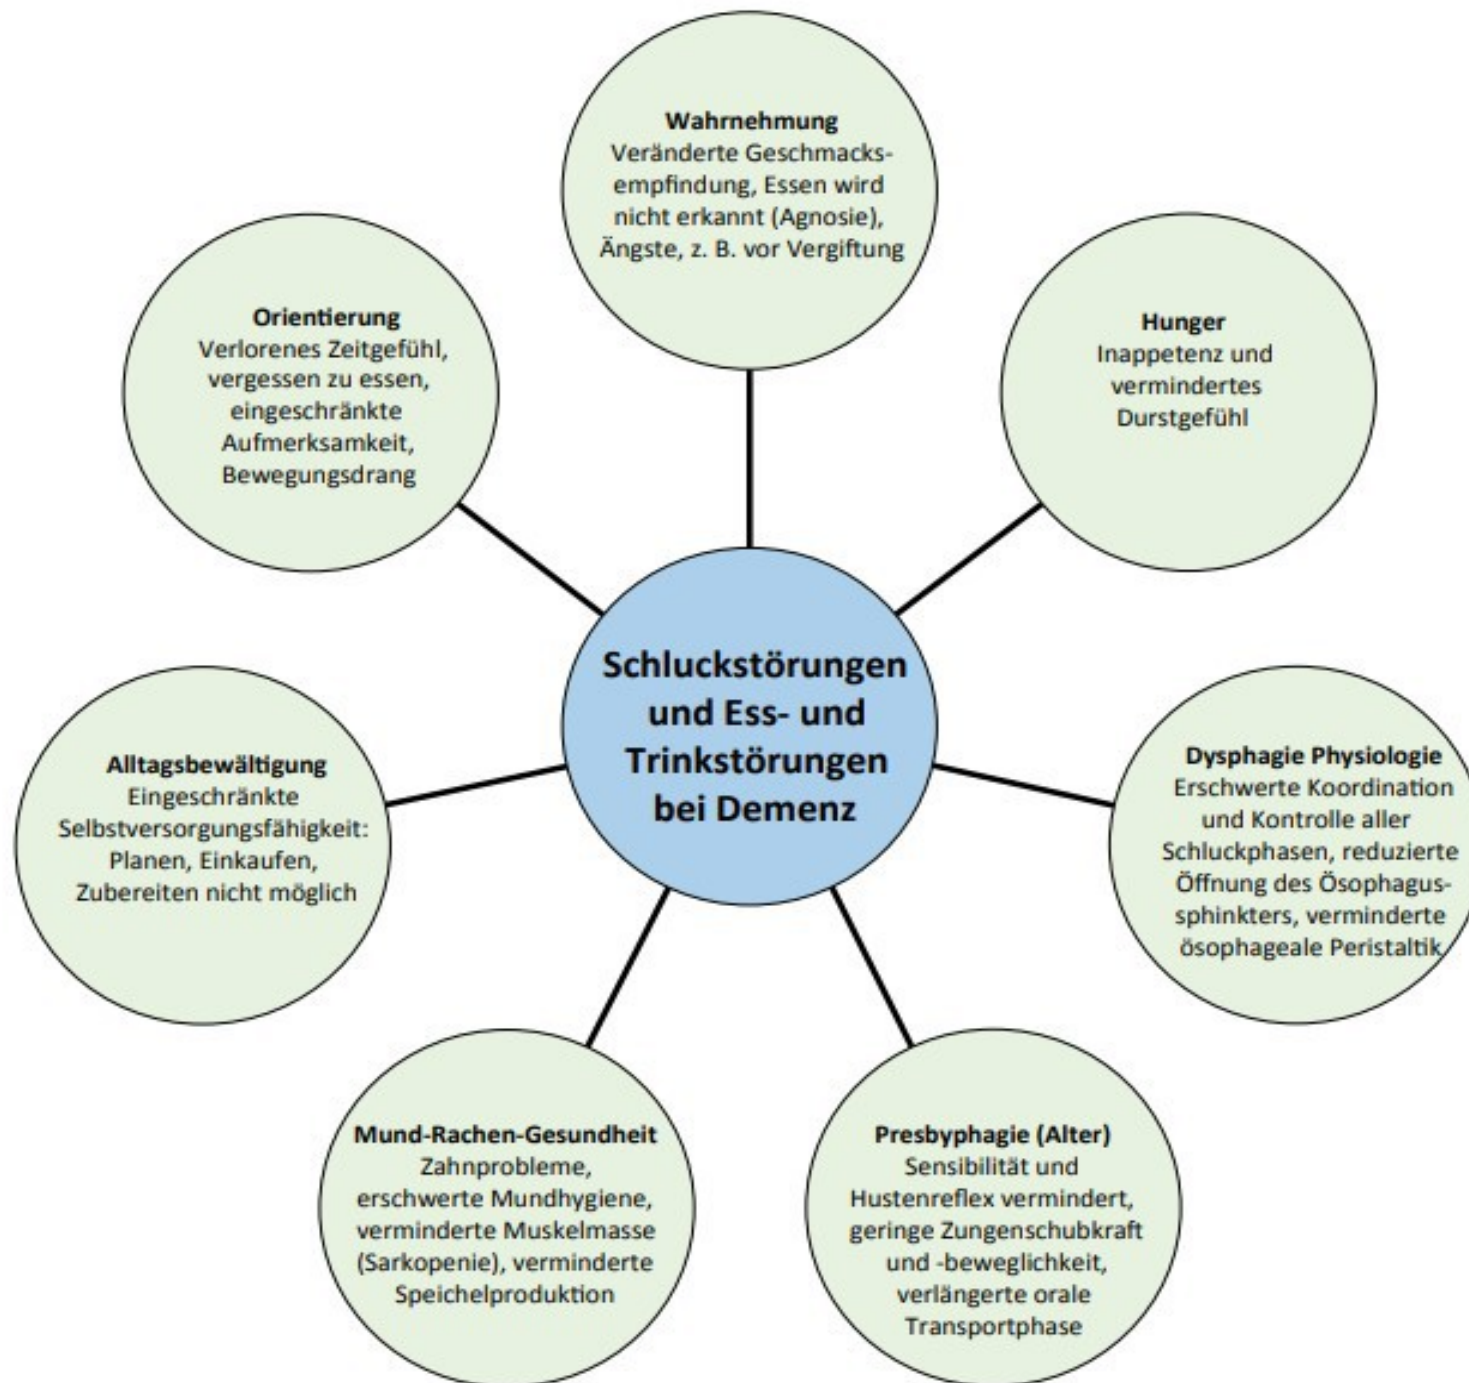 Wahrnehmung
Veränderte Geschmacks-
empfindung, Essen wird
nicht erkannt (Agnosie),
Ängste, z. B. vor Vergiftung
Orientierung
Verlorenes Zeitgefühl,
vergessen zu essen,
eingeschränkte
Aufmerksamkeit,
Bewegungsdrang
Hunger
Inappetenz und
vermindertes
Durstgefühl
Schluckstörungen
und Ess- und
Trinkstörungen
bei Demenz
Alltagsbewältigung
Eingeschränkte
Selbstversorgungsfähigkeit:
Planen, Einkaufen,
Zubereiten nicht möglich
Dysphagie Physiologie
Erschwerte Koordination
und Kontrolle aller
Schluckphasen, reduzierte
Öffnung des Ösophagus-
sphinkters, verminderte
ösophageale Peristaltik
Mund-Rachen-Gesundheit
Zahnprobleme,
erschwerte Mundhygiene,
verminderte Muskelmasse
(Sarkopenie), verminderte
Speichelproduktion
Presbyphagie (Alter)
Sensibilität und
Hustenreflex vermindert,
geringe Zungenschubkraft
und -beweglichkeit,
verlängerte orale
Transportphase